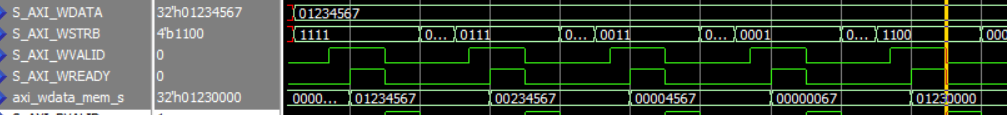 S_AXI_WDATA 32'h01234567 01234567
S_AXI_WSTRB 4'b1100 1111 0... 0111 0... 0011 0... 0001 0... 1100 000
S_AXI_WVALID 0
S_AXI_WREADY 0
axi_wdata_mem_s 32'h01230000 0000... 01234567 00234567 00004567 00000067 01230000